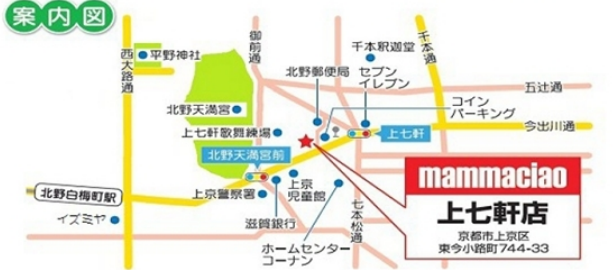 案内図
西大路通
平野神社
御前通
北野郵便局
千本釈迦堂
セブン
イレブン
千本通
五辻通
コイン
パーキング
今出川通
北野天満宮
上七軒歌舞練場
上七軒
北野天満宮前
北野白梅町駅
イズミヤ
上京警察署
上京
児童館
滋賀銀行
ホームセンター
コーナン
七本松通
mammaciao
上七軒店
京都市上京区
東今小路町744-33